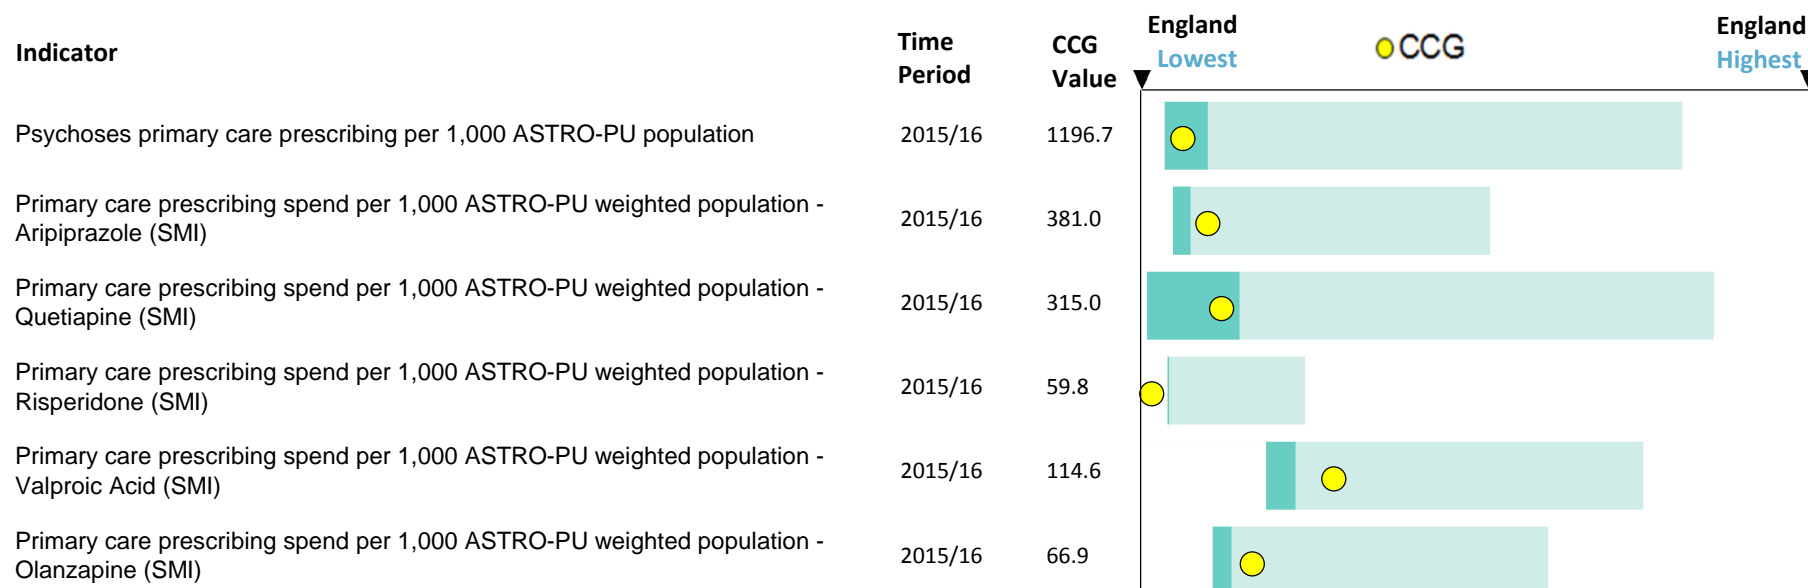 Indicator
Time
Period
CCG
Value
England
Lowest
CCG
England
Highest
Psychoses primary care prescribing per 1,000 ASTRO-PU population
2015/16
1196.7
Primary care prescribing spend per 1,000 ASTRO-PU weighted population -
Aripiprazole (SMI)
2015/16
381.0
Primary care prescribing spend per 1,000 ASTRO-PU weighted population -
Quetiapine (SMI)
2015/16
315.0
Primary care prescribing spend per 1,000 ASTRO-PU weighted population -
Risperidone (SMI)
2015/16
59.8
Primary care prescribing spend per 1,000 ASTRO-PU weighted population -
Valproic Acid (SMI)
2015/16
114.6
Primary care prescribing spend per 1,000 ASTRO-PU weighted population -
Olanzapine (SMI)
2015/16
66.9